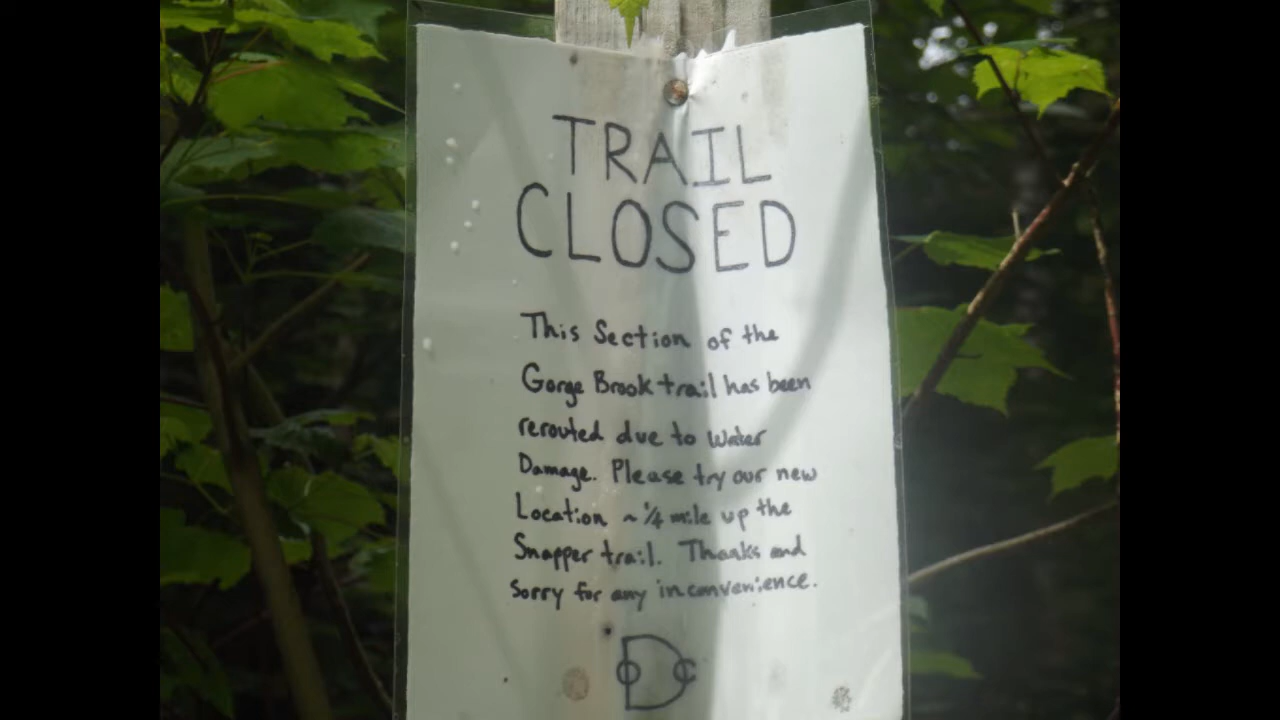 TRAIL
CLOSED
This Section of the
Gorge Brook trail has been
rerouted due to Water
Damage. Please try our new
Location ~ 1/4 mile up the
Snapper trail. Thanks and
sorry for any inconvenience.
DOC